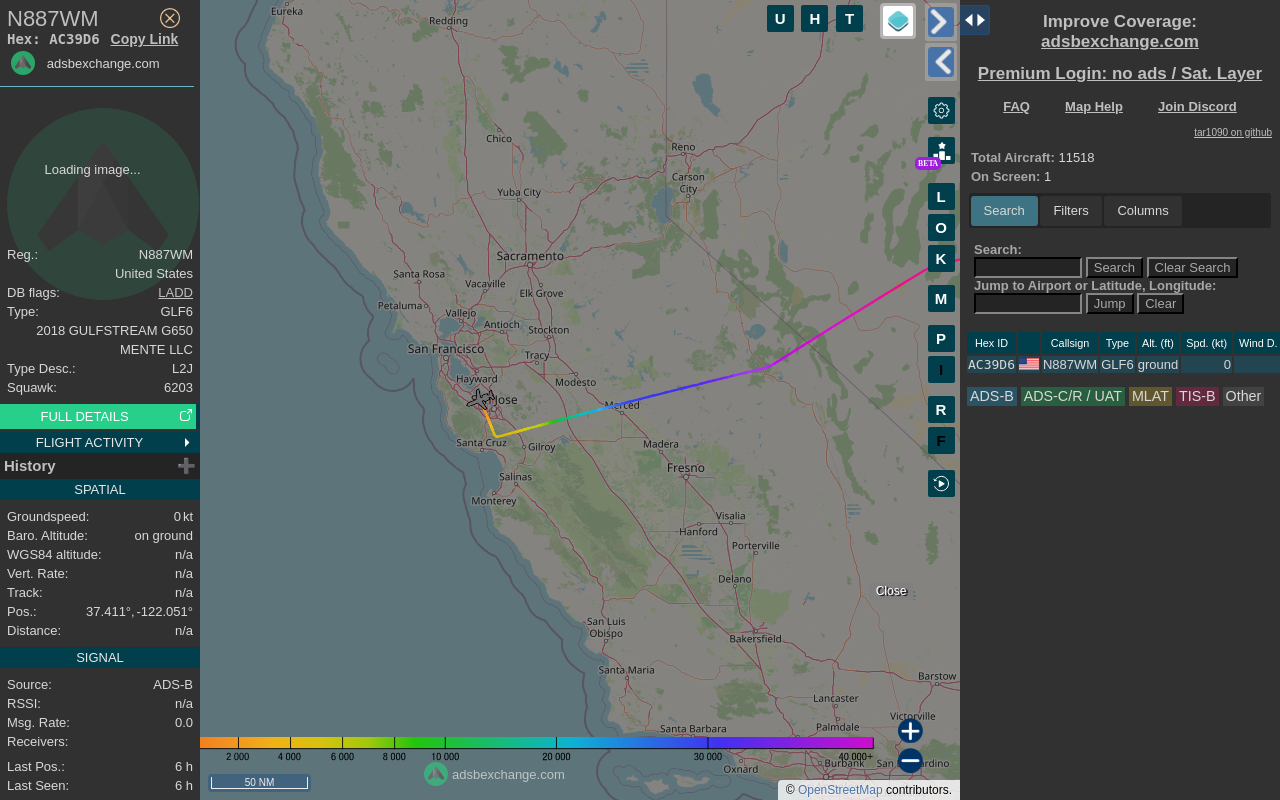 N887WM
Hex: AC39D6 Copy Link
adsbexchange.com
Loading image...
Reg.: N887WM
United States
DB flags: LADD
Type: GLF6
2018 GULFSTREAM G650
MENTE LLC
Type Desc.: L2J
Squawk: 6203
FULL DETAILS
FLIGHT ACTIVITY
History
SPATIAL
Groundspeed: 0 kt
Baro. Altitude: on ground
WGS84 altitude: n/a
Vert. Rate: n/a
Track: n/a
Pos.: 37.411°, -122.051°
Distance: n/a
SIGNAL
Source: ADS-B
RSSI: n/a
Msg. Rate: 0.0
Receivers:
Last Pos.: 6 h
Last Seen: 6 h
U H T
Eureka
Redding
Chico
Reno
Carson
City
Yuba City
Sacramento
Santa Rosa
Vacaville
Elk Grove
Petaluma
Vallejo
Antioch
Stockton
San Francisco
Tracy
Hayward
Modesto
Jose
Merced
Santa Cruz
Gilroy
Madera
Salinas
Fresno
Monterey
Visalia
Hanford
Porterville
Delano
San Luis
Obispo
Bakersfield
Santa Maria
Barstow
Lancaster
Victorville
Santa Barbara
Palmdale
Burbank
Oxnard
BETA
L
O
K
M
P
I
R
F
Close
2 000 4 000 6 000 8 000 10 000 20 000 30 000 40 000+
adsbexchange.com
50 NM
© OpenStreetMap contributors.
Improve Coverage:
adsbexchange.com
Premium Login: no ads / Sat. Layer
FAQ Map Help Join Discord
tar1090 on github
Total Aircraft: 11518
On Screen: 1
Search Filters Columns
Search:
Search Clear Search
Jump to Airport or Latitude, Longitude:
Jump Clear
Hex ID Callsign Type Alt. (ft) Spd. (kt) Wind D.
AC39D6 N887WM GLF6 ground 0
ADS-B ADS-C/R / UAT MLAT TIS-B Other